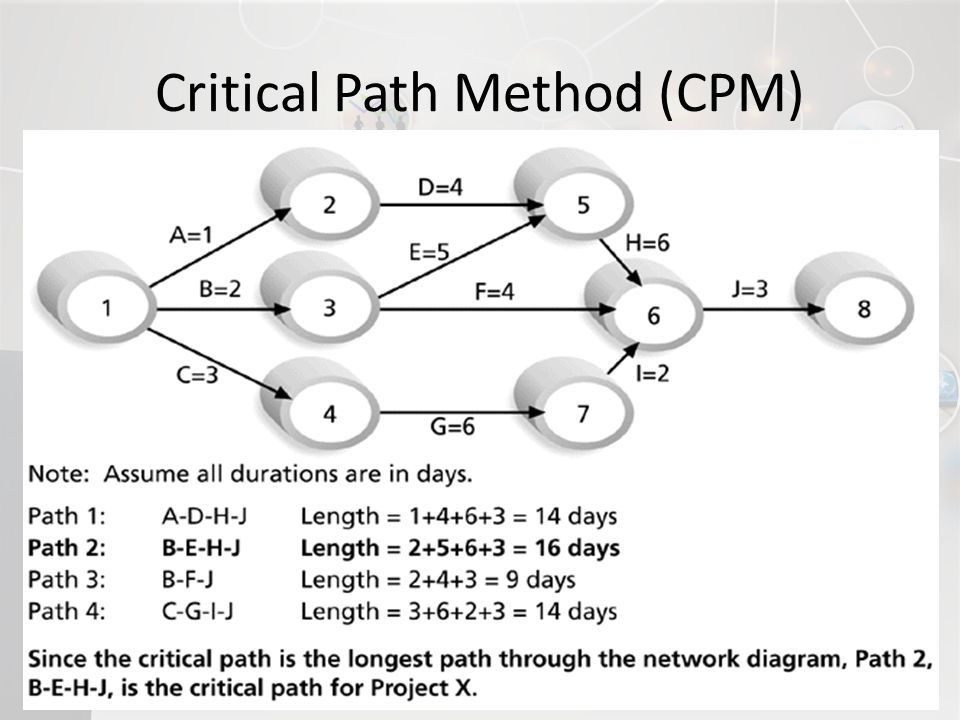 Critical Path Method (CPM)
2
D=4
5
A=1
E=5
H=6
1
B=2
3
F=4
6
J=3
8
C=3
I=2
4
G=6
7
Note: Assume all durations are in days.
Path 1: A-D-H-J Length = 1+4+6+3 = 14 days
Path 2: B-E-H-J Length = 2+5+6+3 = 16 days
Path 3: B-F-J Length = 2+4+3 = 9 days
Path 4: C-G-I-J Length = 3+6+2+3 = 14 days
Since the critical path is the longest path through the network diagram, Path 2,
B-E-H-J, is the critical path for Project X.